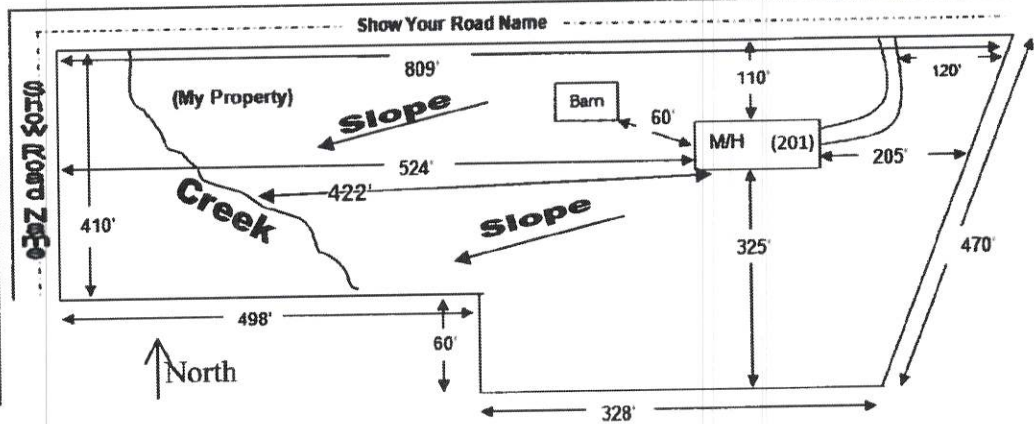 Show Your Road Name
809'
110'
120'
(My Property)
Barn
Slope
60'
M/H (201)
524'
205'
422'
Creek
Show Road Name
410'
Slope
325'
470'
498'
60'
North
328'